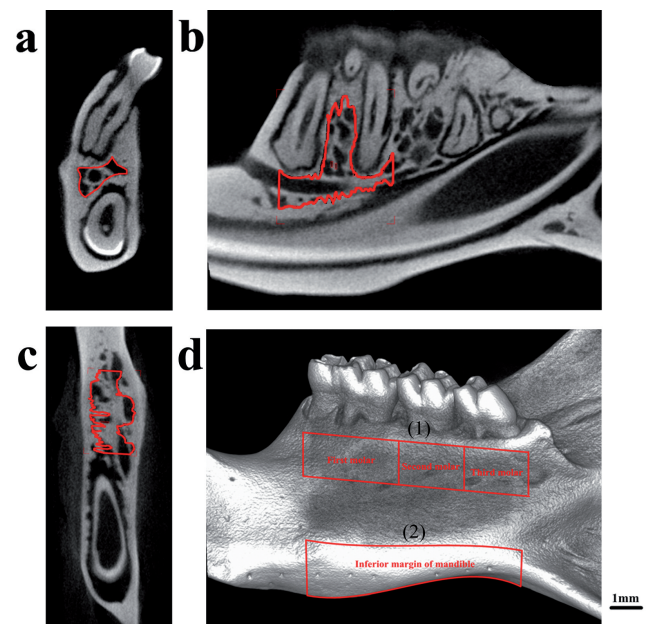 a
b
c
d
(1)
First molar
Second molar
Third molar
(2)
Inferior margin of mandible
1mm